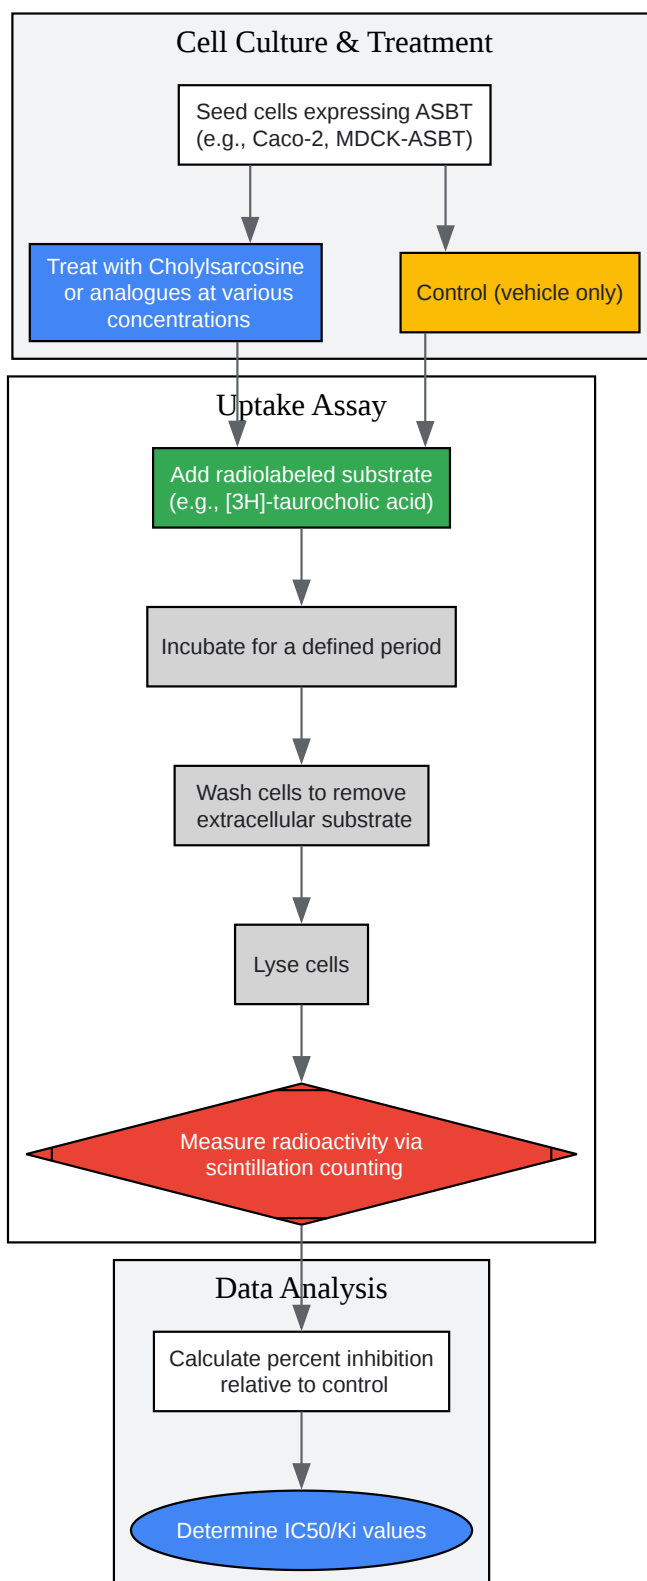 Cell Culture & Treatment
Seed cells expressing ASBT
(e.g., Caco-2, MDCK-ASBT)
Treat with Cholylsarcosine
or analogues at various
concentrations
Control (vehicle only)
Uptake Assay
Add radiolabeled substrate
(e.g., [3H]-taurocholic acid)
Incubate for a defined period
Wash cells to remove
extracellular substrate
Lyse cells
Measure radioactivity via
scintillation counting
Data Analysis
Calculate percent inhibition
relative to control
Determine IC50/Ki values